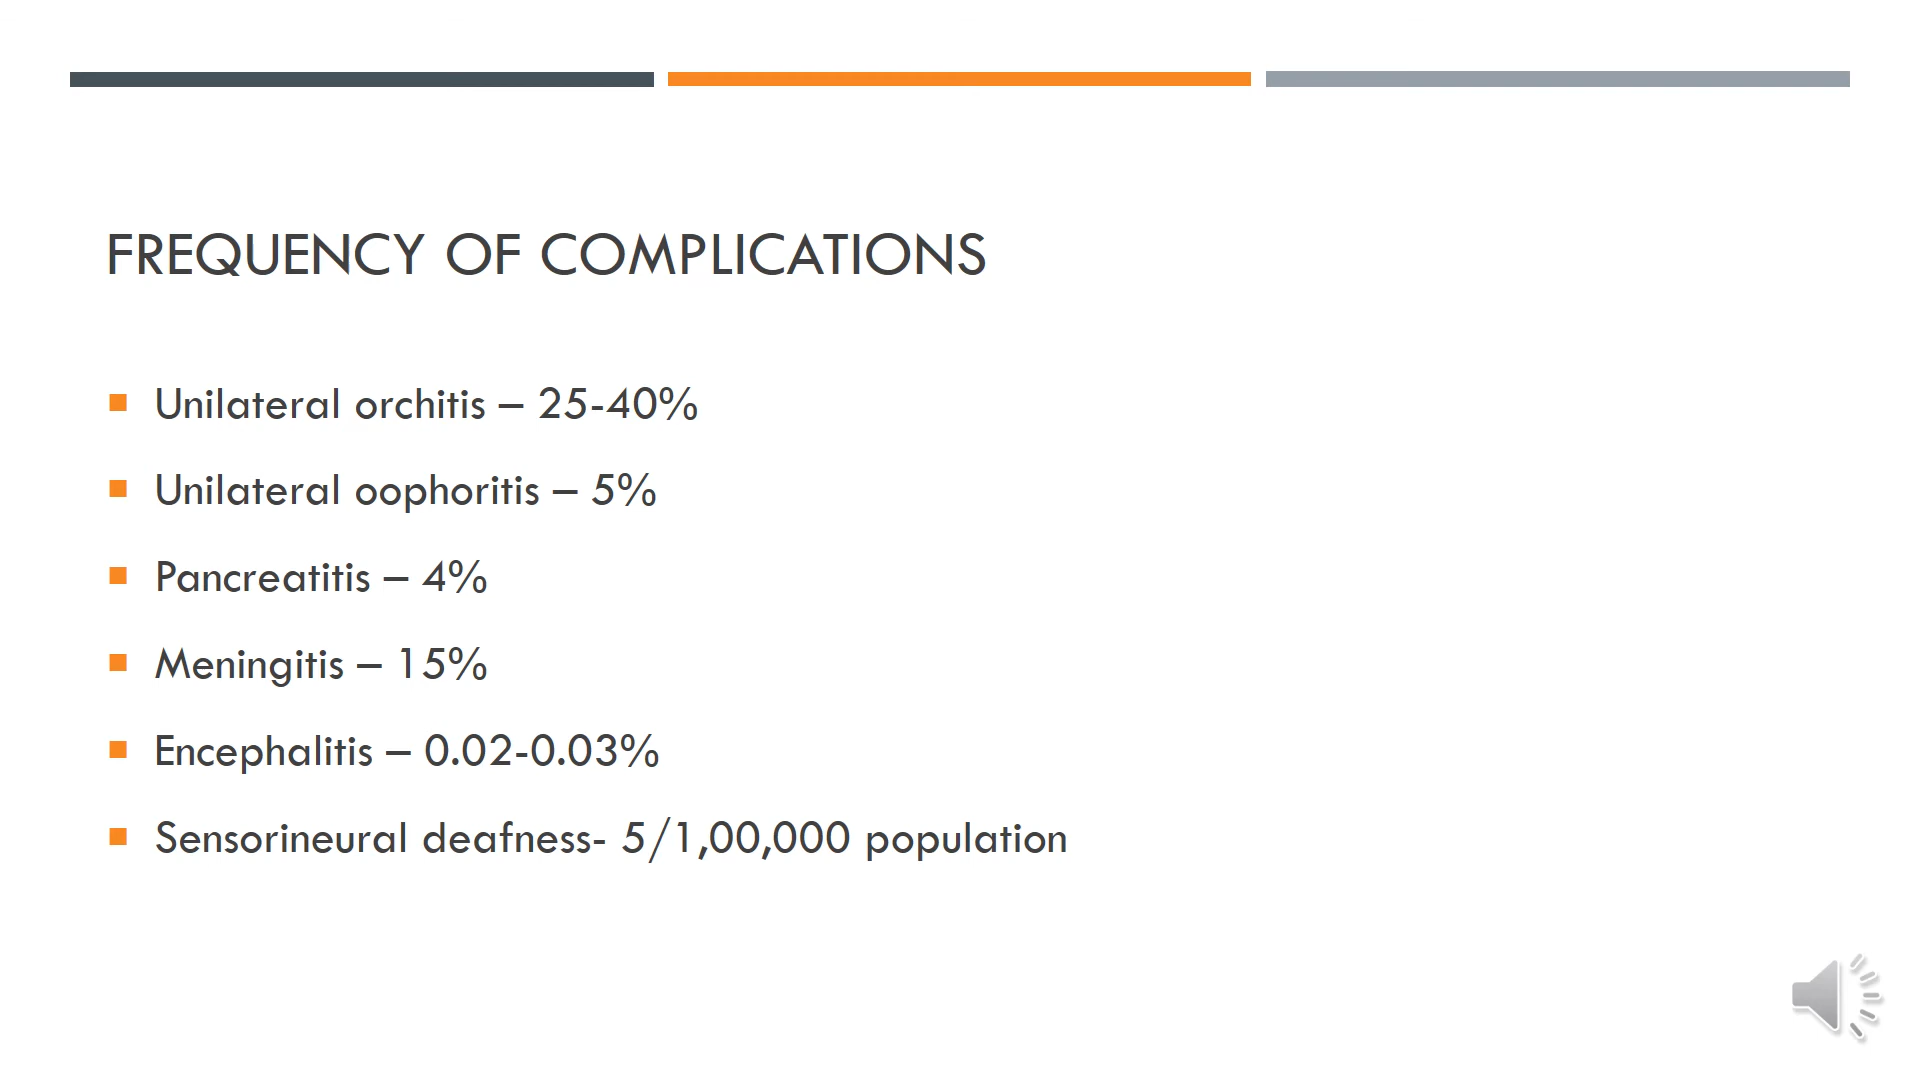 FREQUENCY OF COMPLICATIONS
Unilateral orchitis – 25-40%
Unilateral oophoritis – 5%
Pancreatitis – 4%
Meningitis – 15%
Encephalitis – 0.02-0.03%
Sensorineural deafness- 5/1,00,000 population